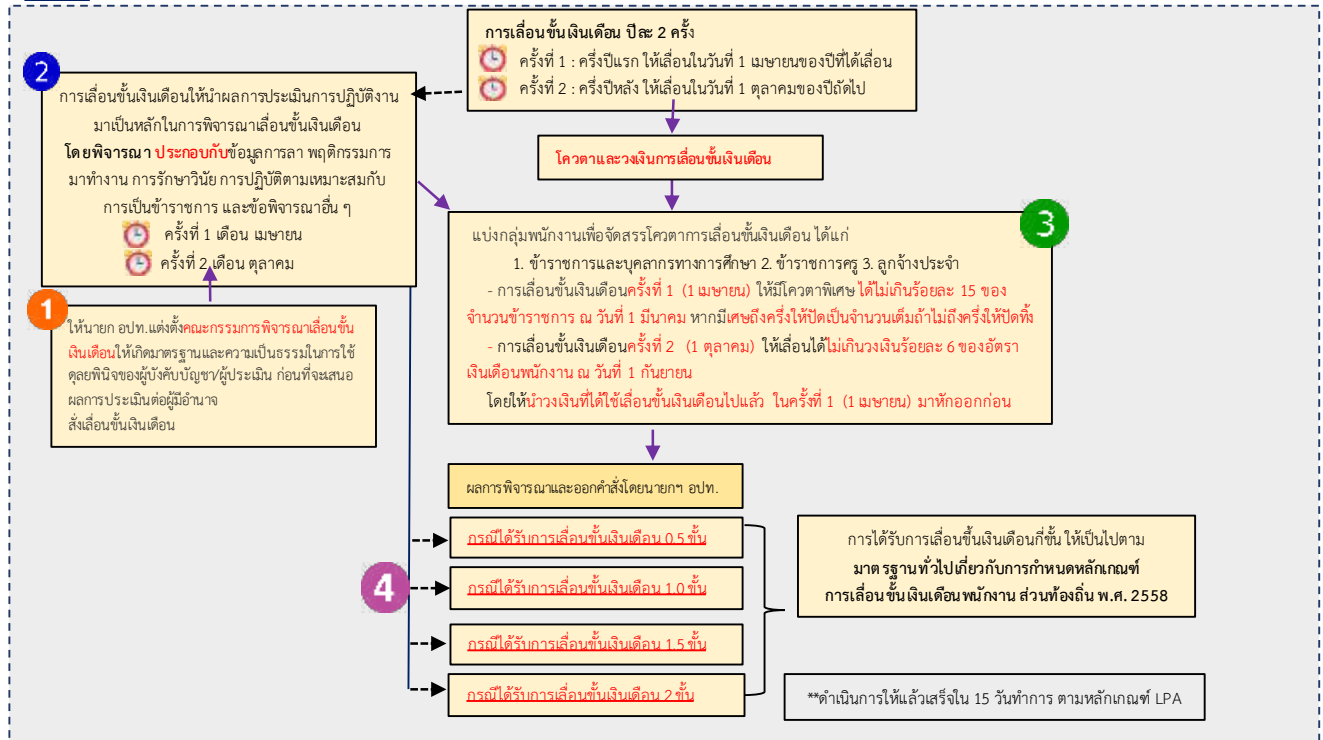 การเลื่อนขั้นเงินเดือน ปีละ 2 ครั้ง
ครั้งที่ 1 : ครึ่งปีแรก ให้เลื่อนในวันที่ 1 เมษายนของปีที่ได้เลื่อน
ครั้งที่ 2 : ครึ่งปีหลัง ให้เลื่อนในวันที่ 1 ตุลาคมของปีถัดไป
2
การเลื่อนขั้นเงินเดือนให้นำผลการประเมินการปฏิบัติงาน
มาเป็นหลักในการพิจารณาเลื่อนขั้นเงินเดือน
โดยพิจารณา ประกอบกับข้อมูลการลา พฤติกรรมการ
มาทำงาน การรักษาวินัย การปฏิบัติตามเหมาะสมกับ
การเป็นข้าราชการ และข้อพิจารณาอื่น ๆ
ครั้งที่ 1 เดือน เมษายน
ครั้งที่ 2 เดือน ตุลาคม
โควตาและวงเงินการเลื่อนขั้นเงินเดือน
3
แบ่งกลุ่มพนักงานเพื่อจัดสรรโควตาการเลื่อนขั้นเงินเดือน ได้แก่
1. ข้าราชการและบุคลากรทางการศึกษา 2. ข้าราชการครู 3. ลูกจ้างประจำ
- การเลื่อนขั้นเงินเดือนครั้งที่ 1 (1 เมษายน) ให้มีโควตาพิเศษ ได้ไม่เกินร้อยละ 15 ของ
จำนวนข้าราชการ ณ วันที่ 1 มีนาคม หากมีเศษถึงครึ่งให้ปัดเป็นจำนวนเต็มถ้าไม่ถึงครึ่งให้ปัดทิ้ง
- การเลื่อนขั้นเงินเดือนครั้งที่ 2 (1 ตุลาคม) ให้เลื่อนได้ไม่เกินวงเงินร้อยละ 6 ของอัตรา
เงินเดือนพนักงาน ณ วันที่ 1 กันยายน
โดยให้นำวงเงินที่ได้ใช้เลื่อนขั้นเงินเดือนไปแล้ว ในครั้งที่ 1 (1 เมษายน) มาหักออกก่อน
1
ให้นายก อปท.แต่งตั้งคณะกรรมการพิจารณาเลื่อนขั้น
เงินเดือนให้เกิดมาตรฐานและความเป็นธรรมในการใช้
ดุลยพินิจของผู้บังคับบัญชา/ผู้ประเมิน ก่อนที่จะเสนอ
ผลการประเมินต่อผู้มีอำนาจ
สั่งเลื่อนขั้นเงินเดือน
ผลการพิจารณาและออกคำสั่งโดยนายกฯ อปท.
4
กรณีได้รับการเลื่อนขั้นเงินเดือน 0.5 ขั้น
กรณีได้รับการเลื่อนขั้นเงินเดือน 1.0 ขั้น
กรณีได้รับการเลื่อนขั้นเงินเดือน 1.5 ขั้น
กรณีได้รับการเลื่อนขั้นเงินเดือน 2 ขั้น
การได้รับการเลื่อนขึ้นเงินเดือนกี่ขั้น ให้เป็นไปตาม
มาตรฐานทั่วไปเกี่ยวกับการกำหนดหลักเกณฑ์
การเลื่อนขั้นเงินเดือนพนักงาน ส่วนท้องถิ่น พ.ศ. 2558
**ดำเนินการให้แล้วเสร็จใน 15 วันทำการ ตามหลักเกณฑ์ LPA